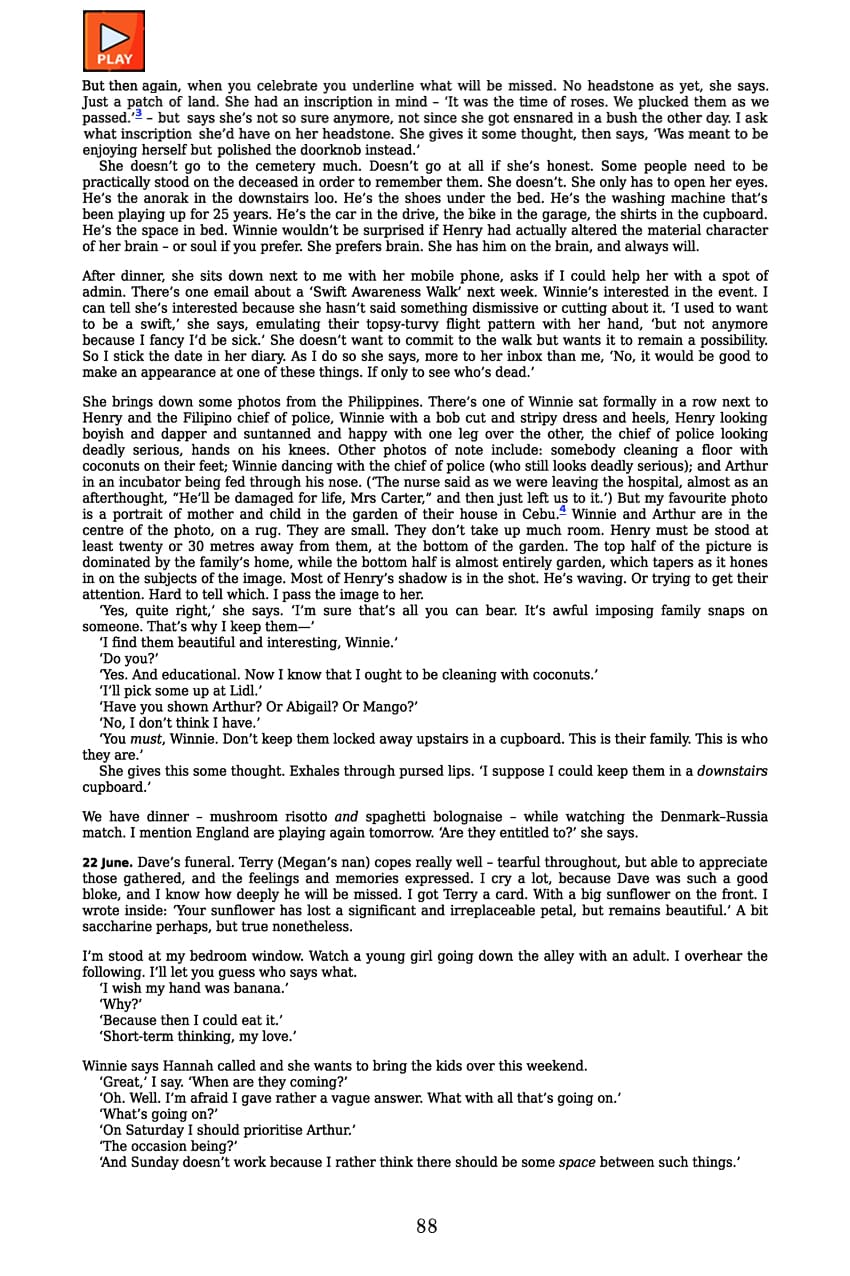 PLAY
But then again, when you celebrate you underline what will be missed. No headstone as yet, she says.
Just a patch of land. She had an inscription in mind – ‘It was the time of roses. We plucked them as we
passed.’3 – but says she’s not so sure anymore, not since she got ensnared in a bush the other day. I ask
what inscription she’d have on her headstone. She gives it some thought, then says, ‘Was meant to be
enjoying herself but polished the doorknob instead.’
She doesn’t go to the cemetery much. Doesn’t go at all if she’s honest. Some people need to be
practically stood on the deceased in order to remember them. She doesn’t. She only has to open her eyes.
He’s the anorak in the downstairs loo. He’s the shoes under the bed. He’s the washing machine that’s
been playing up for 25 years. He’s the car in the drive, the bike in the garage, the shirts in the cupboard.
He’s the space in bed. Winnie wouldn’t be surprised if Henry had actually altered the material character
of her brain – or soul if you prefer. She prefers brain. She has him on the brain, and always will.
After dinner, she sits down next to me with her mobile phone, asks if I could help her with a spot of
admin. There’s one email about a ‘Swift Awareness Walk’ next week. Winnie’s interested in the event. I
can tell she’s interested because she hasn’t said something dismissive or cutting about it. ‘I used to want
to be a swift,’ she says, emulating their topsy-turvy flight pattern with her hand, ‘but not anymore
because I fancy I’d be sick.’ She doesn’t want to commit to the walk but wants it to remain a possibility.
So I stick the date in her diary. As I do so she says, more to her inbox than me, ‘No, it would be good to
make an appearance at one of these things. If only to see who’s dead.’
She brings down some photos from the Philippines. There’s one of Winnie sat formally in a row next to
Henry and the Filipino chief of police, Winnie with a bob cut and stripy dress and heels, Henry looking
boyish and dapper and suntanned and happy with one leg over the other, the chief of police looking
deadly serious, hands on his knees. Other photos of note include: somebody cleaning a floor with
coconuts on their feet; Winnie dancing with the chief of police (who still looks deadly serious); and Arthur
in an incubator being fed through his nose. (‘The nurse said as we were leaving the hospital, almost as an
afterthought, “He’ll be damaged for life, Mrs Carter,” and then just left us to it.’) But my favourite photo
is a portrait of mother and child in the garden of their house in Cebu.4 Winnie and Arthur are in the
centre of the photo, on a rug. They are small. They don’t take up much room. Henry must be stood at
least twenty or 30 metres away from them, at the bottom of the garden. The top half of the picture is
dominated by the family’s home, while the bottom half is almost entirely garden, which tapers as it hones
in on the subjects of the image. Most of Henry’s shadow is in the shot. He’s waving. Or trying to get their
attention. Hard to tell which. I pass the image to her.
‘Yes, quite right,’ she says. ‘I’m sure that’s all you can bear. It’s awful imposing family snaps on
someone. That’s why I keep them—’
‘I find them beautiful and interesting, Winnie.’
‘Do you?’
‘Yes. And educational. Now I know that I ought to be cleaning with coconuts.’
‘I’ll pick some up at Lidl.’
‘Have you shown Arthur? Or Abigail? Or Mango?’
‘No, I don’t think I have.’
‘You must, Winnie. Don’t keep them locked away upstairs in a cupboard. This is their family. This is who
they are.’
She gives this some thought. Exhales through pursed lips. ‘I suppose I could keep them in a downstairs
cupboard.’
We have dinner – mushroom risotto and spaghetti bolognaise – while watching the Denmark–Russia
match. I mention England are playing again tomorrow. ‘Are they entitled to?’ she says.
22 June. Dave’s funeral. Terry (Megan’s nan) copes really well – tearful throughout, but able to appreciate
those gathered, and the feelings and memories expressed. I cry a lot, because Dave was such a good
bloke, and I know how deeply he will be missed. I got Terry a card. With a big sunflower on the front. I
wrote inside: ‘Your sunflower has lost a significant and irreplaceable petal, but remains beautiful.’ A bit
saccharine perhaps, but true nonetheless.
I’m stood at my bedroom window. Watch a young girl going down the alley with an adult. I overhear the
following. I’ll let you guess who says what.
‘I wish my hand was banana.’
‘Why?’
‘Because then I could eat it.’
‘Short-term thinking, my love.’
Winnie says Hannah called and she wants to bring the kids over this weekend.
‘Great,’ I say. ‘When are they coming?’
‘Oh. Well. I’m afraid I gave rather a vague answer. What with all that’s going on.’
‘What’s going on?’
‘On Saturday I should prioritise Arthur.’
‘The occasion being?’
‘And Sunday doesn’t work because I rather think there should be some space between such things.’
88